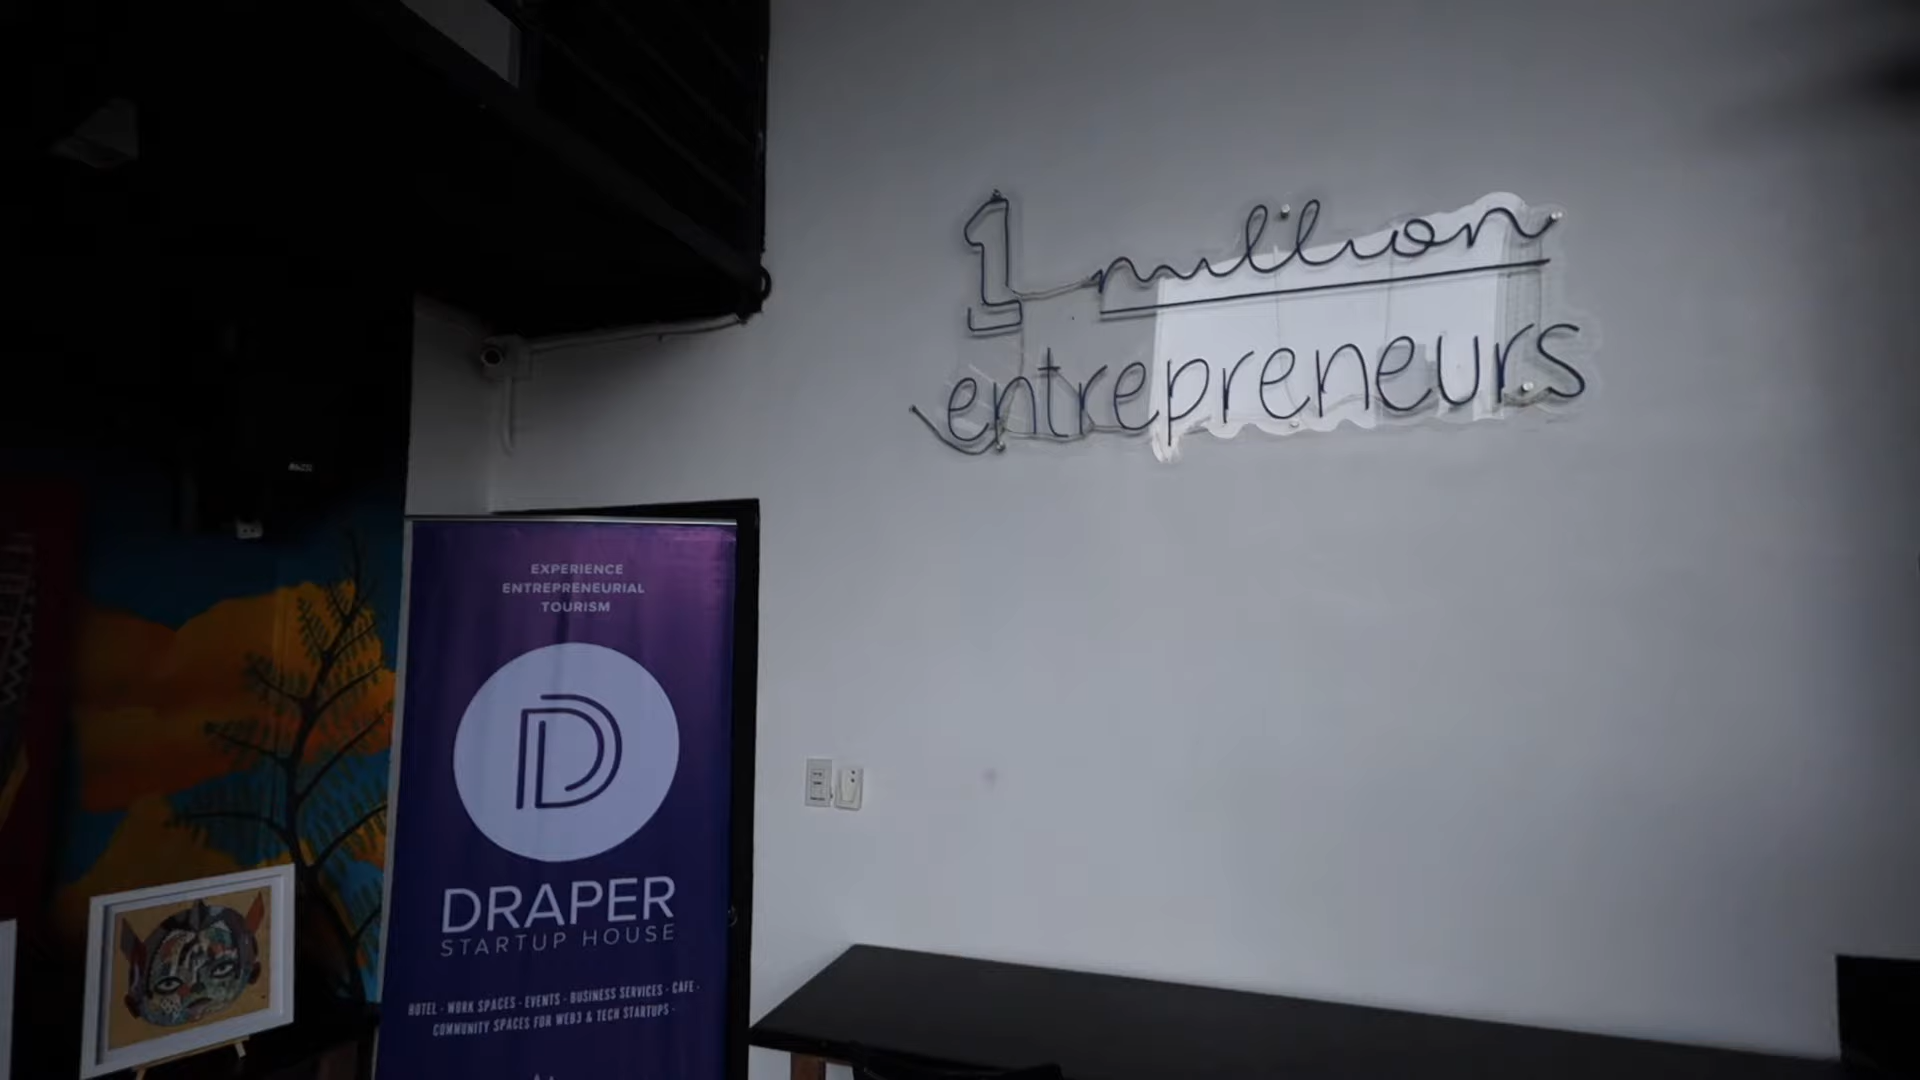 1 million
entrepreneurs
EXPERIENCE
ENTREPRENEURIAL
TOURISM
D
DRAPER
STARTUP HOUSE
HOTEL · WORK SPACES · EVENTS · BUSINESS SERVICES · CAFE ·
COMMUNITY SPACES FOR WEB3 & TECH STARTUPS ·